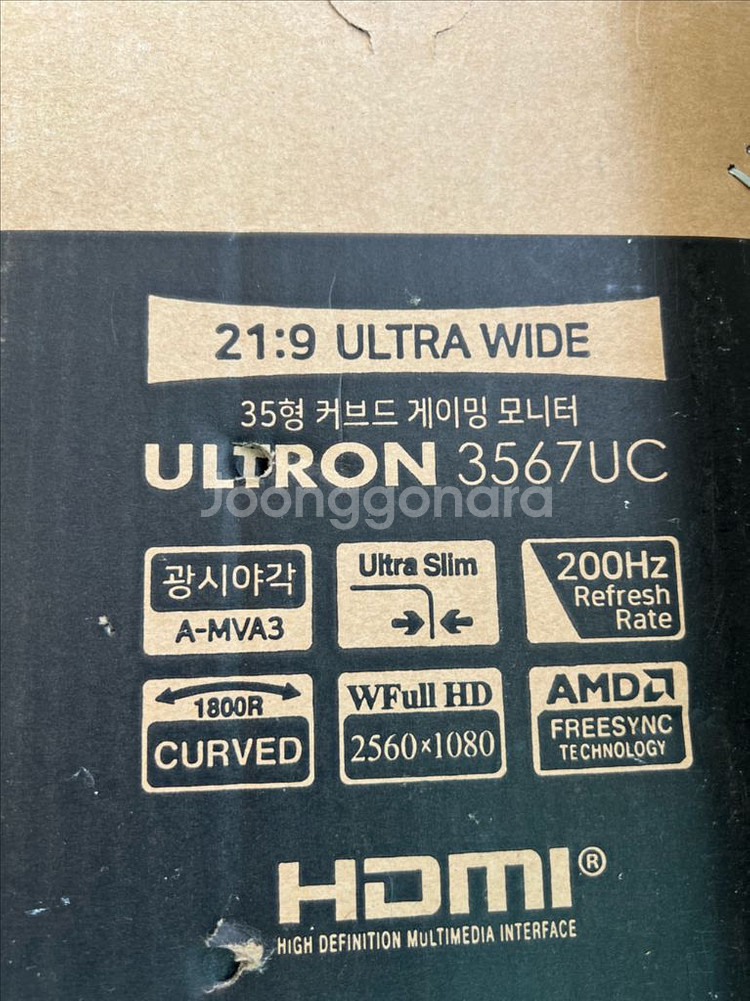 21:9 ULTRA WIDE
35형 커브드 게이밍 모니터
ULTRON 3567UC
Joonggonara
광시야각
A-MVA3
Ultra Slim
200Hz
Refresh
Rate
1800R
CURVED
WFull HD
2560×1080
AMD
FREESYNC
TECHNOLOGY
HDMI®
HIGH DEFINITION MULTIMEDIA INTERFACE